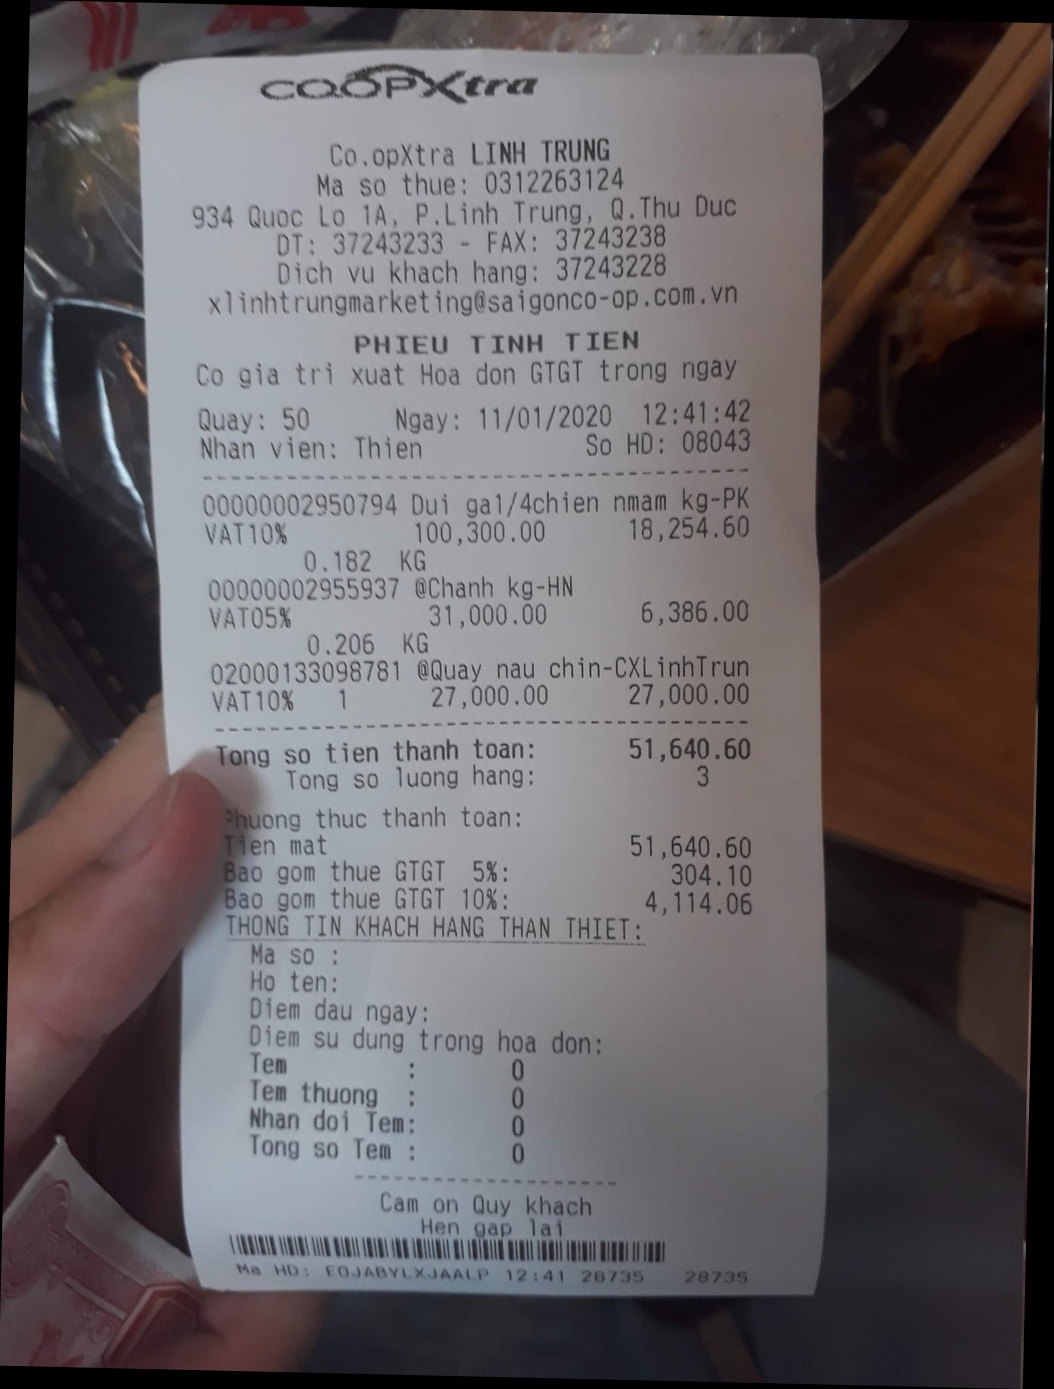 CO.OPXtra
Co.opXtra LINH TRUNG
Ma so thue: 0312263124
934 Quoc Lo 1A, P.Linh Trung, Q.Thu Duc
DT: 37243233 - FAX: 37243238
Dich vu khach hang: 37243228
xlinhtrungmarketing@saigonco-op.com.vn
PHIEU TINH TIEN
Co gia tri xuat Hoa don GTGT trong ngay
Quay: 50 Ngay: 11/01/2020 12:41:42
Nhan vien: Thien So HD: 08043
00000002950794 Dui ga1/4chien nmam kg-PK
VAT10% 100,300.00 18,254.60
0.182 KG
00000002955937 @Chanh kg-HN
VAT05% 31,000.00 6,386.00
0.206 KG
02000133098781 @Quay nau chin-CXLinhTrun
VAT10% 1 27,000.00 27,000.00
Tong so tien thanh toan: 51,640.60
Tong so luong hang: 3
Phuong thuc thanh toan:
Tien mat 51,640.60
Bao gom thue GTGT 5%: 304.10
Bao gom thue GTGT 10%: 4,114.06
THONG TIN KHACH HANG THAN THIET:
Ma so :
Ho ten:
Diem dau ngay:
Diem su dung trong hoa don:
Tem : 0
Tem thuong : 0
Nhan doi Tem: 0
Tong so Tem : 0
Cam on Quy khach
Hen gap lai
Ma HD: EOJABYLXJAALP 12:41 28735 28735